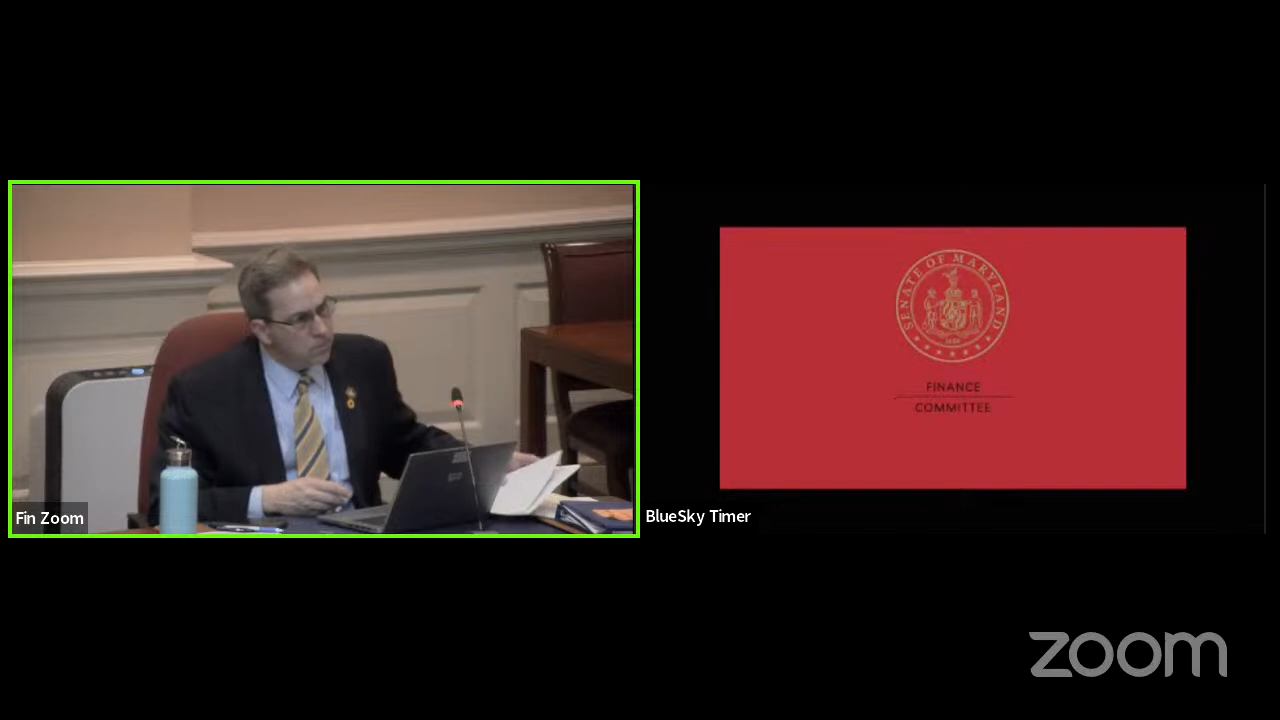 Fin Zoom
SENATE OF MARYLAND
FINANCE
COMMITTEE
BlueSky Timer
zoom